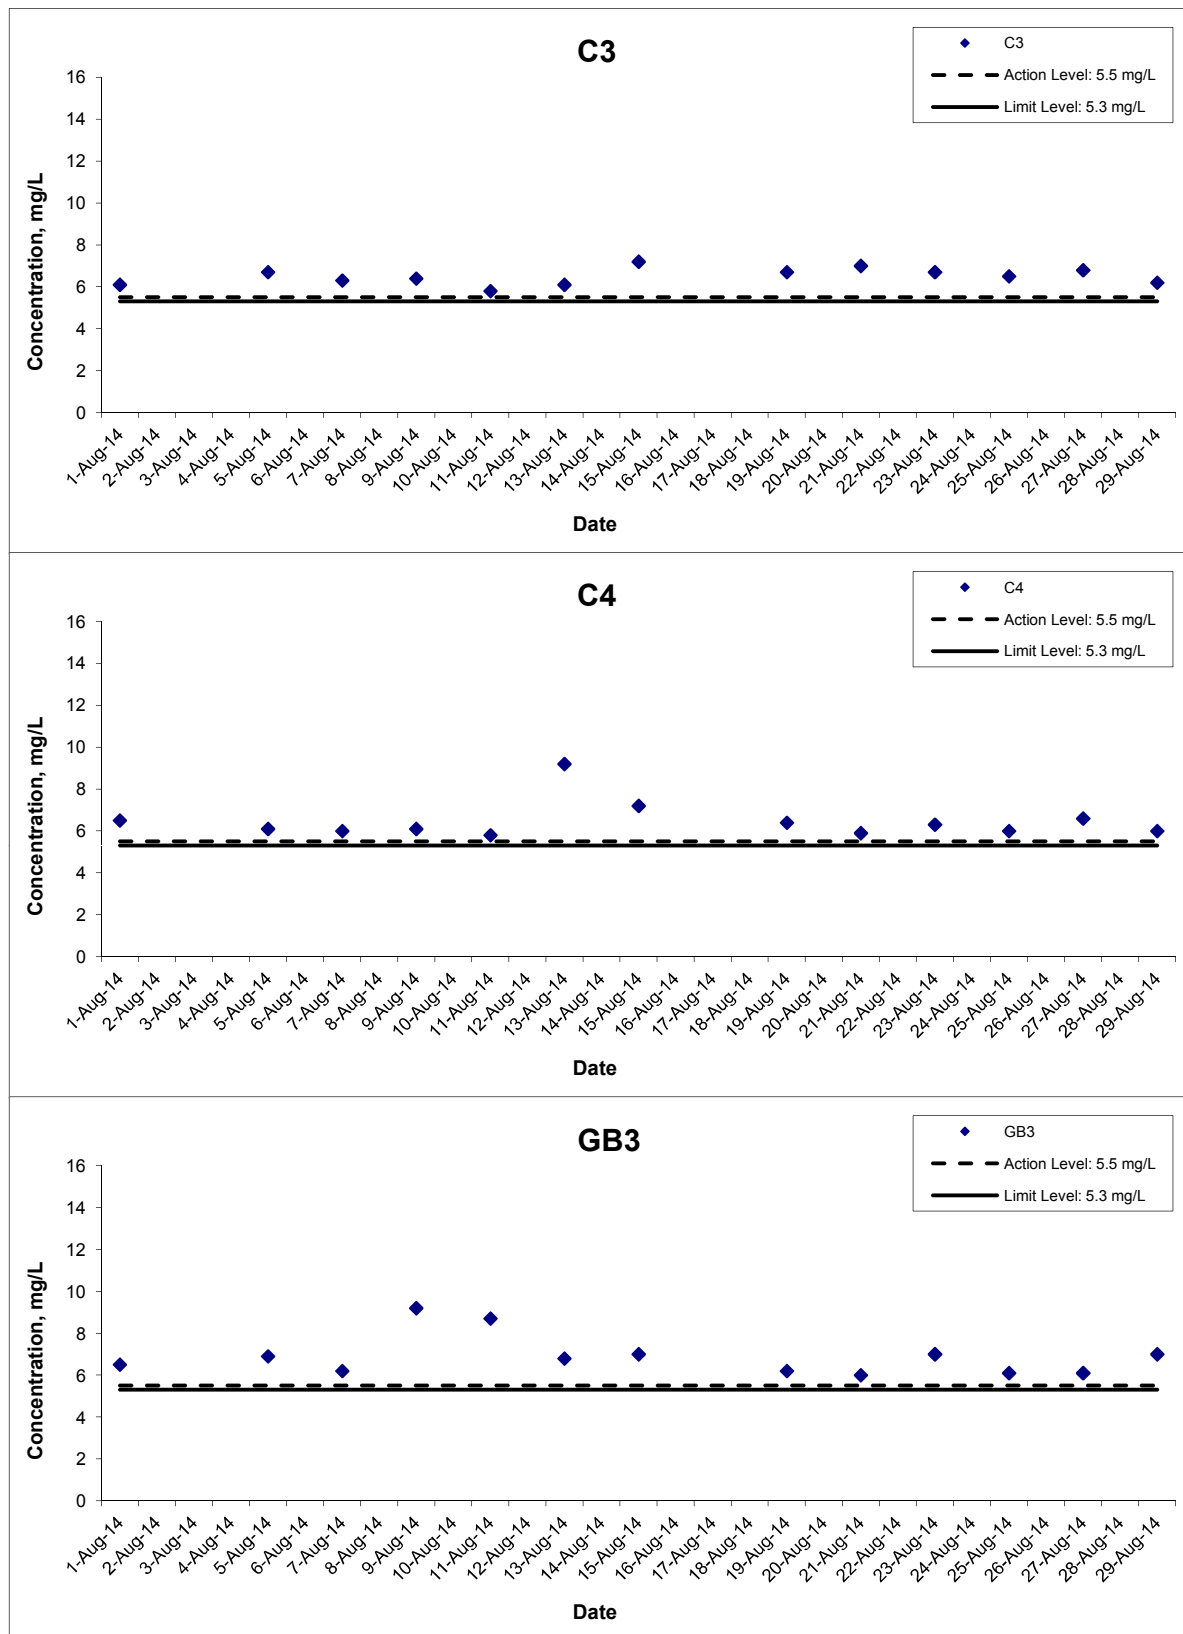 C3
C3
Action Level: 5.5 mg/L
Limit Level: 5.3 mg/L
Concentration, mg/L
16
14
12
10
8
6
4
2
0
1-Aug-14
2-Aug-14
3-Aug-14
4-Aug-14
5-Aug-14
6-Aug-14
7-Aug-14
8-Aug-14
9-Aug-14
10-Aug-14
11-Aug-14
12-Aug-14
13-Aug-14
14-Aug-14
15-Aug-14
16-Aug-14
17-Aug-14
18-Aug-14
19-Aug-14
20-Aug-14
21-Aug-14
22-Aug-14
23-Aug-14
24-Aug-14
25-Aug-14
26-Aug-14
27-Aug-14
28-Aug-14
29-Aug-14
Date
C4
C4
Action Level: 5.5 mg/L
Limit Level: 5.3 mg/L
Concentration, mg/L
16
14
12
10
8
6
4
2
0
1-Aug-14
2-Aug-14
3-Aug-14
4-Aug-14
5-Aug-14
6-Aug-14
7-Aug-14
8-Aug-14
9-Aug-14
10-Aug-14
11-Aug-14
12-Aug-14
13-Aug-14
14-Aug-14
15-Aug-14
16-Aug-14
17-Aug-14
18-Aug-14
19-Aug-14
20-Aug-14
21-Aug-14
22-Aug-14
23-Aug-14
24-Aug-14
25-Aug-14
26-Aug-14
27-Aug-14
28-Aug-14
29-Aug-14
Date
GB3
GB3
Action Level: 5.5 mg/L
Limit Level: 5.3 mg/L
Concentration, mg/L
16
14
12
10
8
6
4
2
0
1-Aug-14
2-Aug-14
3-Aug-14
4-Aug-14
5-Aug-14
6-Aug-14
7-Aug-14
8-Aug-14
9-Aug-14
10-Aug-14
11-Aug-14
12-Aug-14
13-Aug-14
14-Aug-14
15-Aug-14
16-Aug-14
17-Aug-14
18-Aug-14
19-Aug-14
20-Aug-14
21-Aug-14
22-Aug-14
23-Aug-14
24-Aug-14
25-Aug-14
26-Aug-14
27-Aug-14
28-Aug-14
29-Aug-14
Date